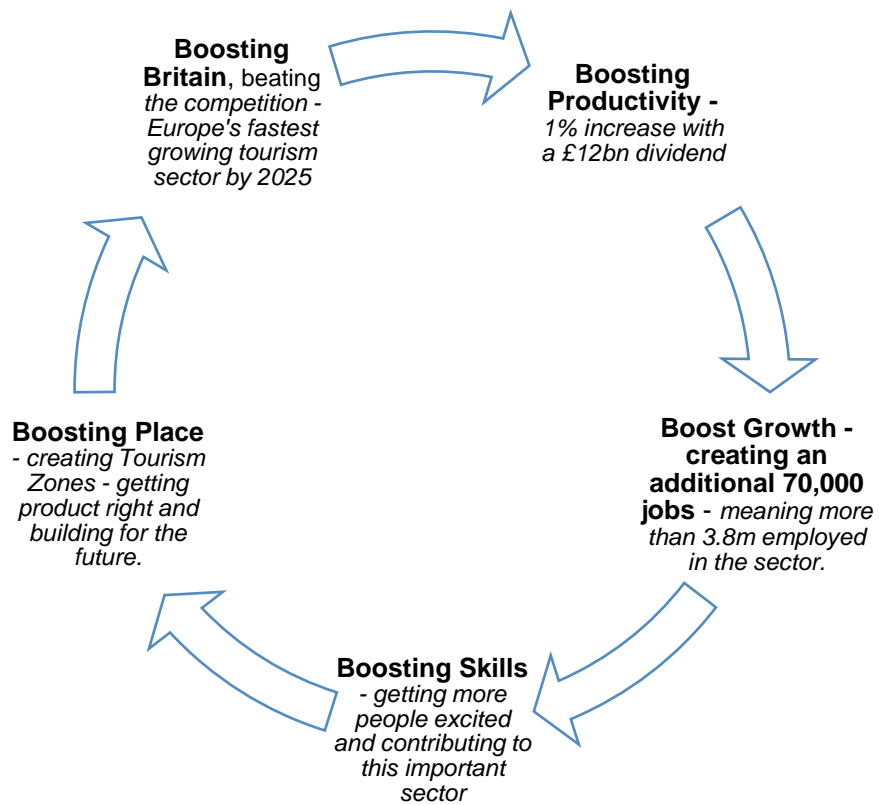 Boosting
Britain, beating
the competition -
Europe's fastest
growing tourism
sector by 2025
Boosting
Productivity -
1% increase with
a £12bn dividend
Boost Growth -
creating an
additional 70,000
jobs - meaning more
than 3.8m employed
in the sector.
Boosting Skills
- getting more
people excited
and contributing to
this important
sector
Boosting Place
- creating Tourism
Zones - getting
product right and
building for the
future.